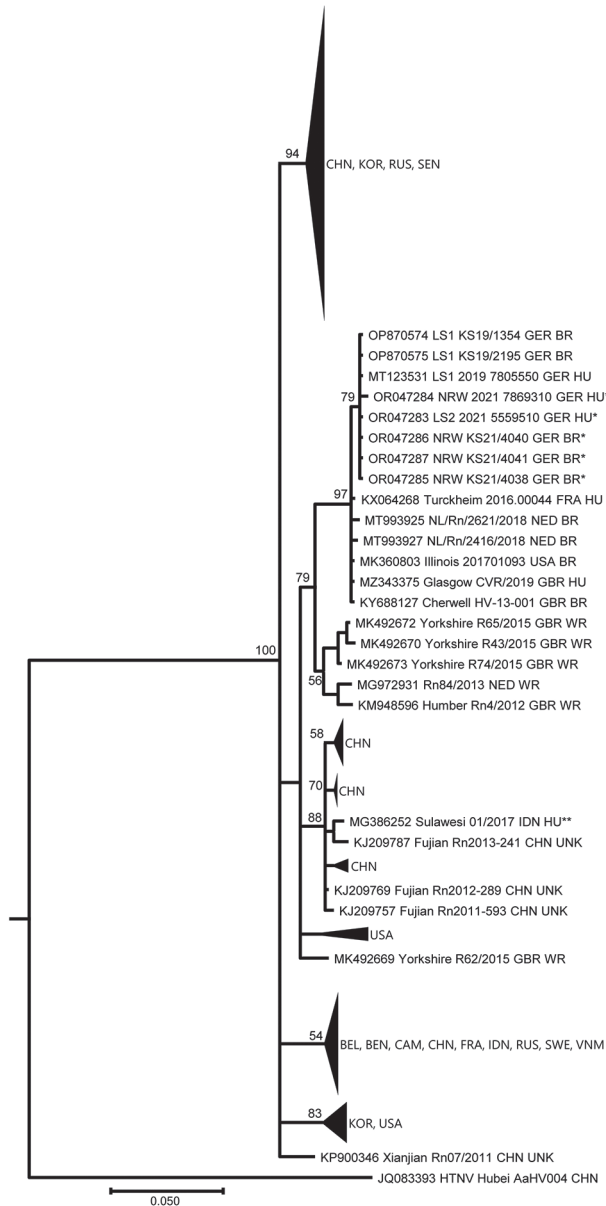 94
CHN, KOR, RUS, SEN
OP870574 LS1 KS19/1354 GER BR
OP870575 LS1 KS19/2195 GER BR
MT123531 LS1 2019 7805550 GER HU
79
OR047284 NRW 2021 7869310 GER HU*
OR047283 LS2 2021 5559510 GER HU*
OR047286 NRW KS21/4040 GER BR*
OR047287 NRW KS21/4041 GER BR*
OR047285 NRW KS21/4038 GER BR*
97
KX064268 Turckheim 2016.00044 FRA HU
MT993925 NL/Rn/2621/2018 NED BR
MT993927 NL/Rn/2416/2018 NED BR
MK360803 Illinois 201701093 USA BR
79
MZ343375 Glasgow CVR/2019 GBR HU
KY688127 Cherwell HV-13-001 GBR BR
MK492672 Yorkshire R65/2015 GBR WR
MK492670 Yorkshire R43/2015 GBR WR
100
MK492673 Yorkshire R74/2015 GBR WR
56
MG972931 Rn84/2013 NED WR
KM948596 Humber Rn4/2012 GBR WR
58
CHN
70
CHN
88
MG386252 Sulawesi 01/2017 IDN HU**
KJ209787 Fujian Rn2013-241 CHN UNK
CHN
KJ209769 Fujian Rn2012-289 CHN UNK
KJ209757 Fujian Rn2011-593 CHN UNK
USA
MK492669 Yorkshire R62/2015 GBR WR
54
BEL, BEN, CAM, CHN, FRA, IDN, RUS, SWE, VNM
83
KOR, USA
KP900346 Xianjian Rn07/2011 CHN UNK
JQ083393 HTNV Hubei AaHV004 CHN
0.050